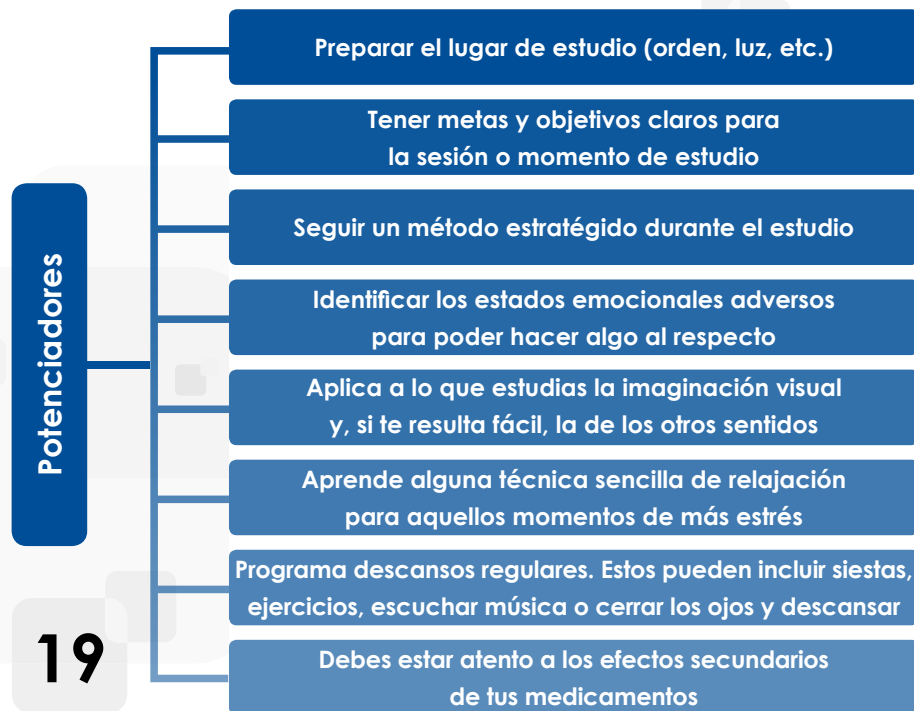 Potenciadores
Preparar el lugar de estudio (orden, luz, etc.)
Tener metas y objetivos claros para
la sesión o momento de estudio
Seguir un método estratégido durante el estudio
Identificar los estados emocionales adversos
para poder hacer algo al respecto
Aplica a lo que estudias la imaginación visual
y, si te resulta fácil, la de los otros sentidos
Aprende alguna técnica sencilla de relajación
para aquellos momentos de más estrés
Programa descansos regulares. Estos pueden incluir siestas,
ejercicios, escuchar música o cerrar los ojos y descansar
Debes estar atento a los efectos secundarios
de tus medicamentos
19